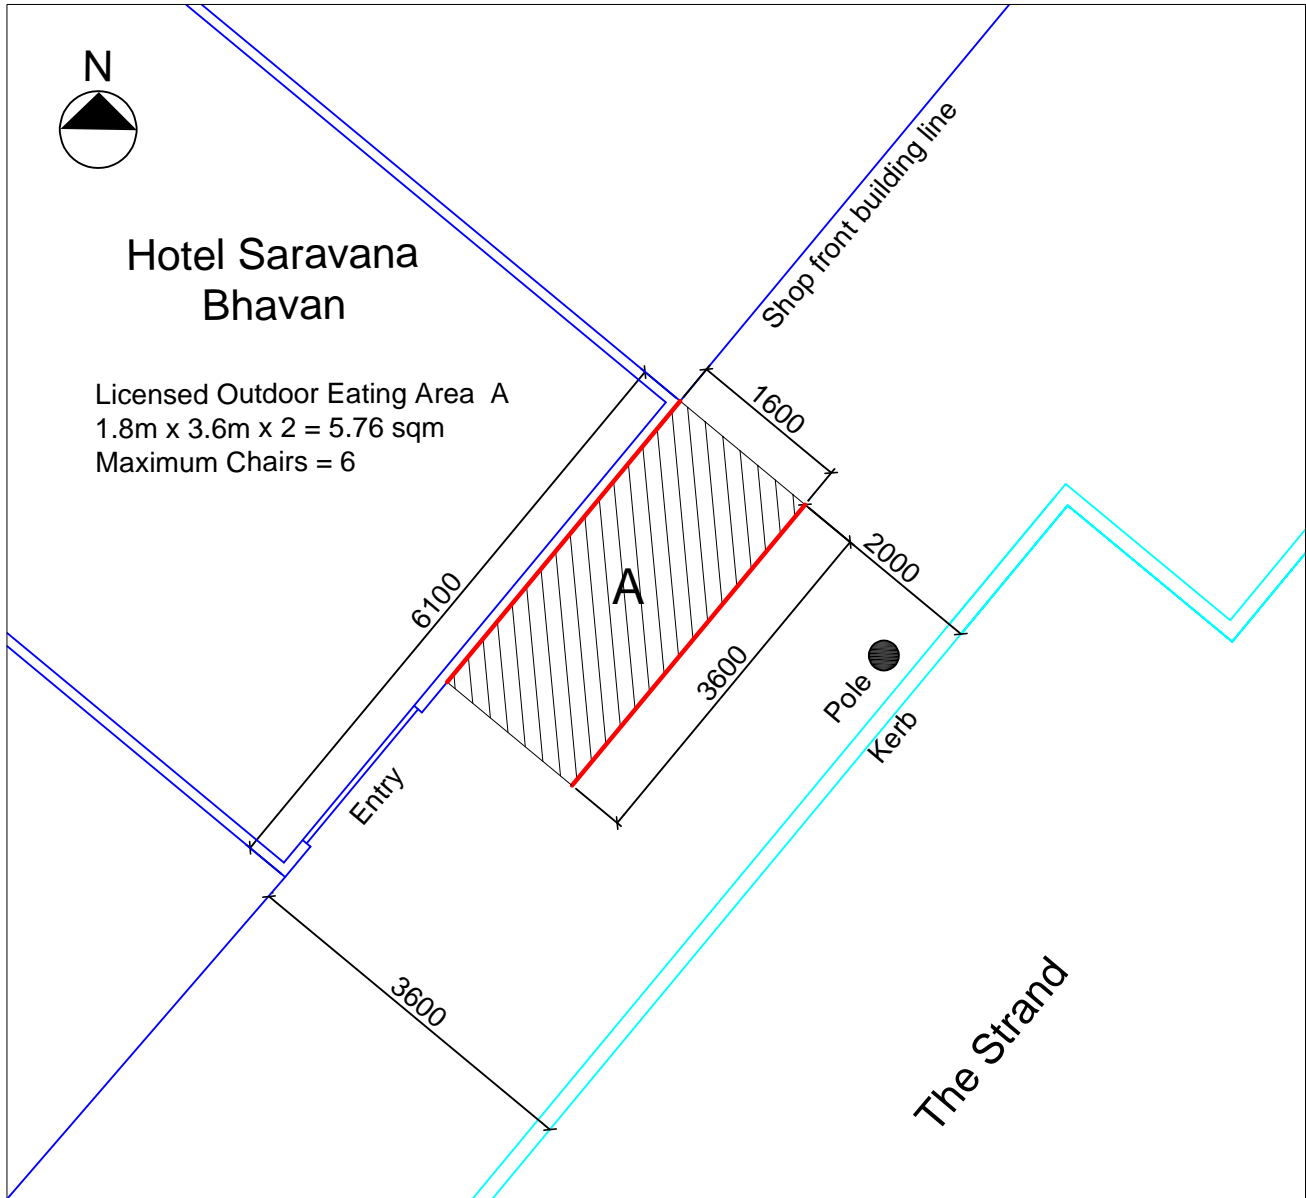 N
Hotel Saravana
Bhavan
Licensed Outdoor Eating Area A
1.8m x 3.6m x 2 = 5.76 sqm
Maximum Chairs = 6
Shop front building line
1600
2000
6100
A
3600
Pole
Kerb
Entry
3600
The Strand